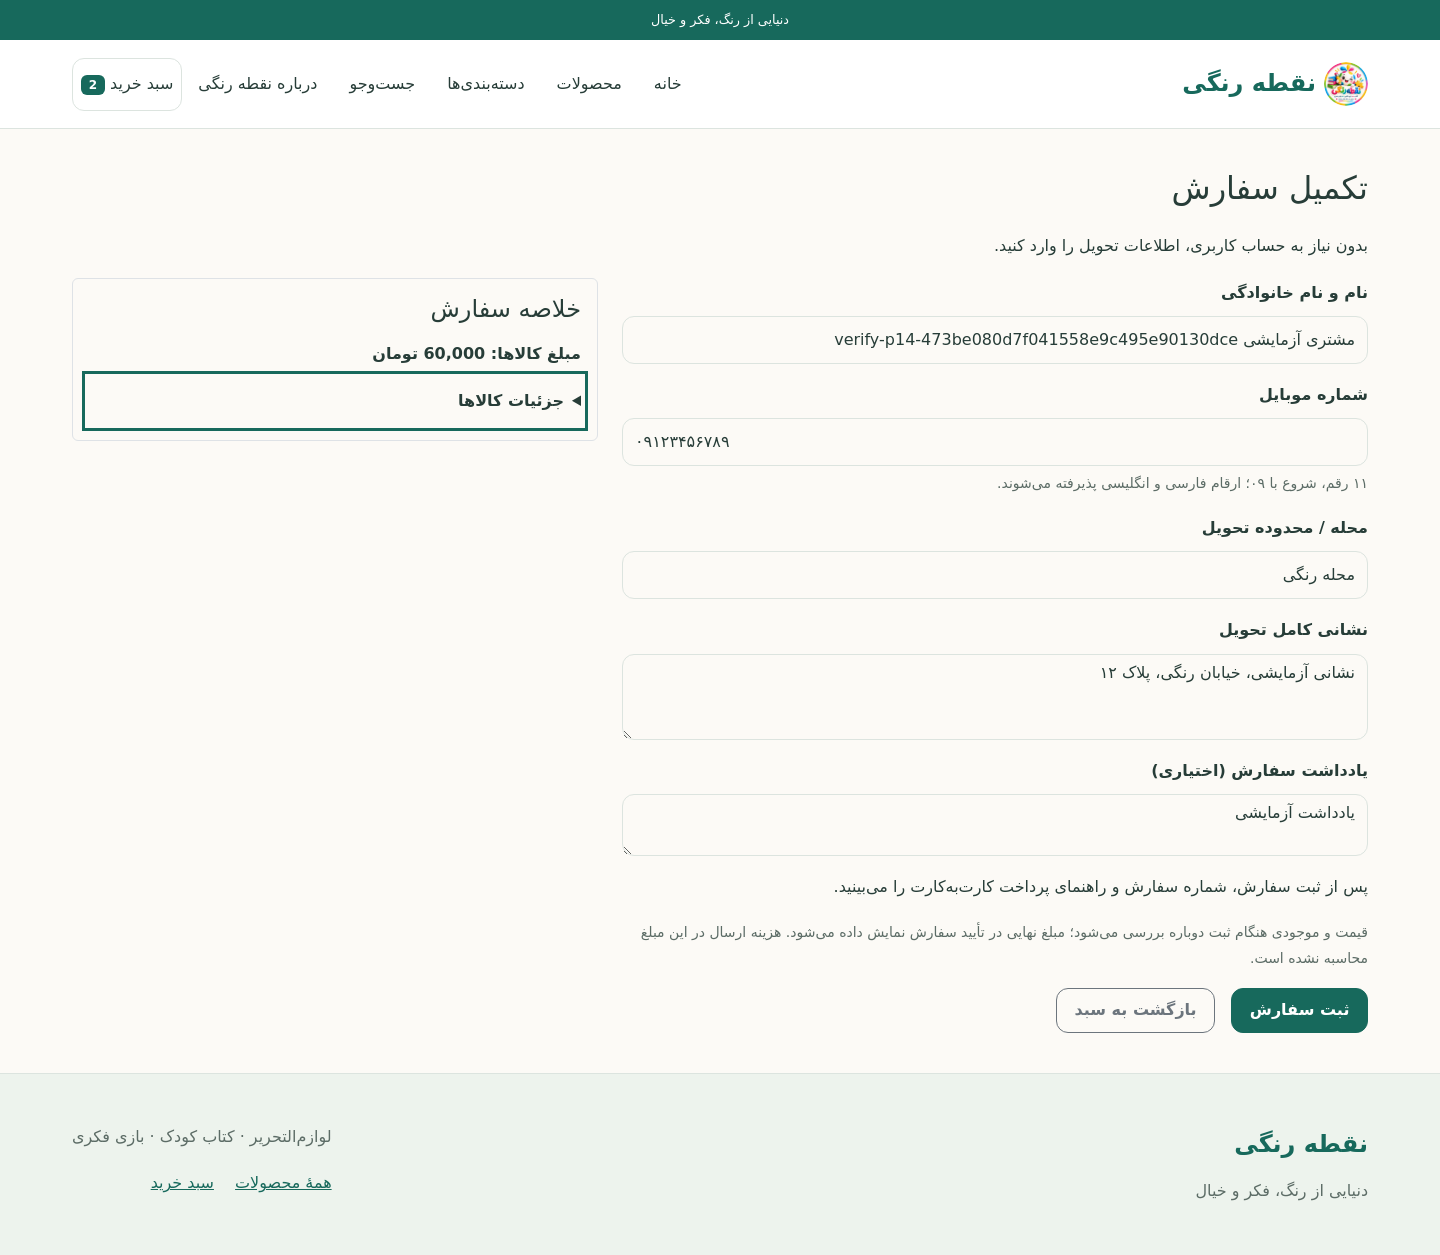 دنیایی از رنگ، فکر و خیال
نقطه رنگی
خانه
محصولات
دسته‌بندی‌ها
جست‌وجو
درباره نقطه رنگی
سبد خرید 2
تکمیل سفارش
بدون نیاز به حساب کاربری، اطلاعات تحویل را وارد کنید.
نام و نام خانوادگی
مشتری آزمایشی verify-p14-473be080d7f041558e9c495e90130dce
شماره موبایل
۰۹۱۲۳۴۵۶۷۸۹
۱۱ رقم، شروع با ۰۹؛ ارقام فارسی و انگلیسی پذیرفته می‌شوند.
محله / محدوده تحویل
محله رنگی
نشانی کامل تحویل
نشانی آزمایشی، خیابان رنگی، پلاک ۱۲
یادداشت سفارش (اختیاری)
یادداشت آزمایشی
پس از ثبت سفارش، شماره سفارش و راهنمای پرداخت کارت‌به‌کارت را می‌بینید.
قیمت و موجودی هنگام ثبت دوباره بررسی می‌شود؛ مبلغ نهایی در تأیید سفارش نمایش داده می‌شود. هزینه ارسال در این مبلغ
محاسبه نشده است.
ثبت سفارش
بازگشت به سبد
خلاصه سفارش
مبلغ کالاها: 60,000 تومان
جزئیات کالاها
نقطه رنگی
دنیایی از رنگ، فکر و خیال
لوازم‌التحریر · کتاب کودک · بازی فکری
همهٔ محصولات
سبد خرید